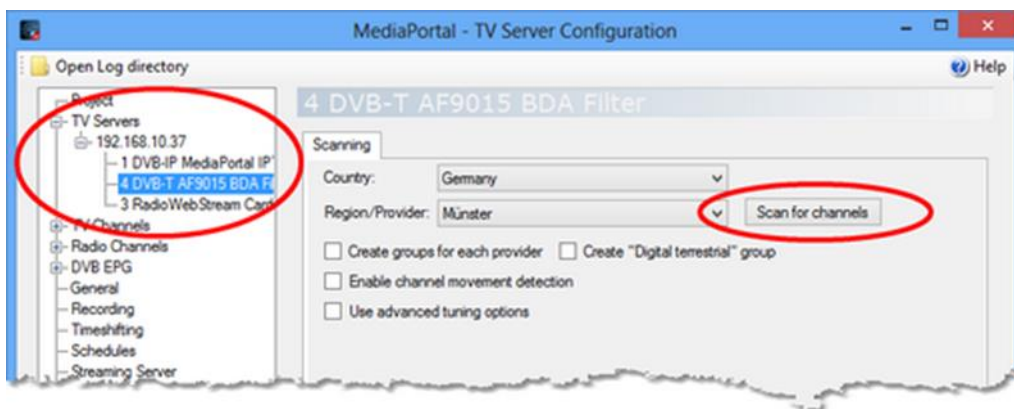 MediaPortal - TV Server Configuration
Open Log directory
Help
Project
TV Servers
192.168.10.37
1 DVB-IP MediaPortal IP
4 DVB-T AF9015 BDA Fi
3 RadioWebStream Card
TV Channels
Radio Channels
DVB EPG
General
Recording
Timeshifting
Schedules
Streaming Server
4 DVB-T AF9015 BDA Filter
Scanning
Country: Germany
Region/Provider: Münster Scan for channels
Create groups for each provider Create "Digital terrestrial" group
Enable channel movement detection
Use advanced tuning options